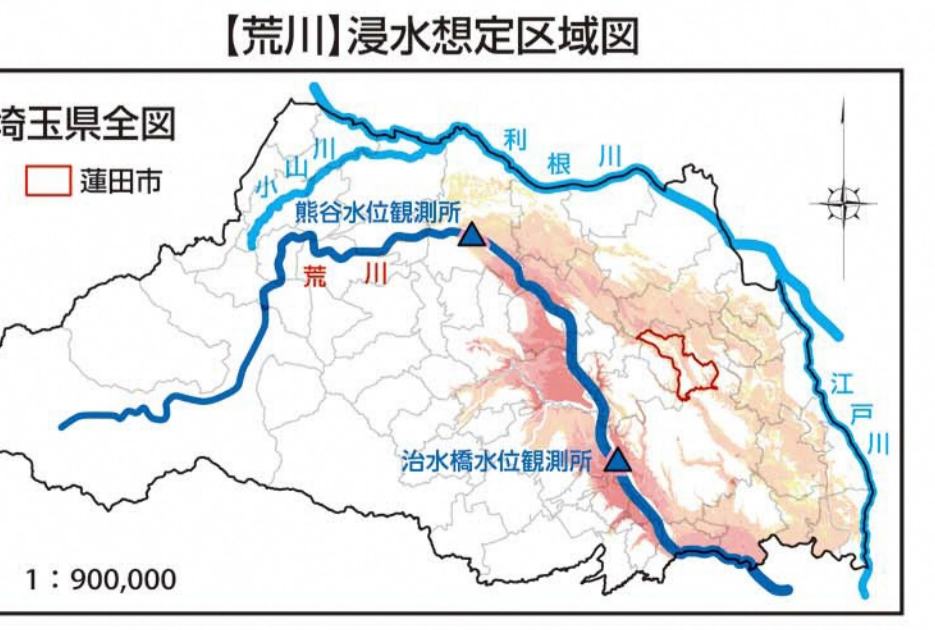 【荒川】浸水想定区域図
埼玉県全図
蓮田市
小山川
利根川
熊谷水位観測所
荒川
江戸川
治水橋水位観測所
1：900,000